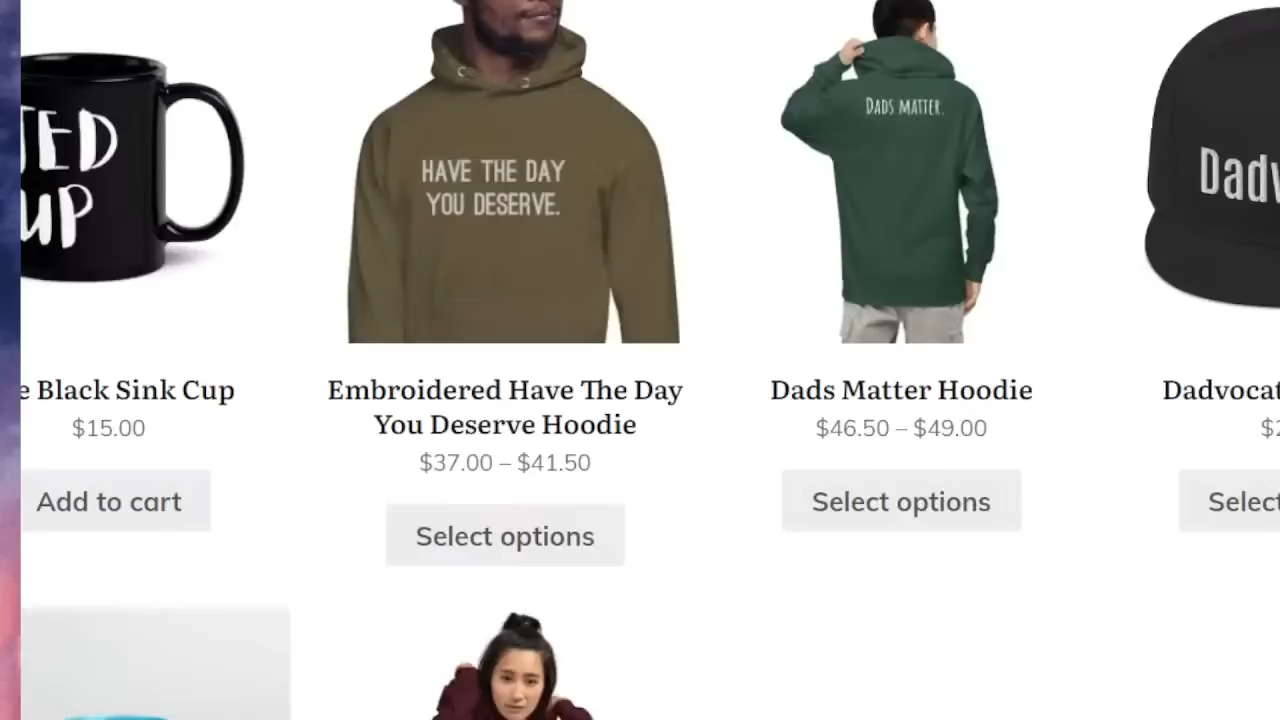 TED
UP
HAVE THE DAY
YOU DESERVE.
DADS MATTER.
Dadv
e Black Sink Cup
$15.00
Add to cart
Embroidered Have The Day
You Deserve Hoodie
$37.00 – $41.50
Select options
Dads Matter Hoodie
$46.50 – $49.00
Select options
Dadvocat
$2
Select